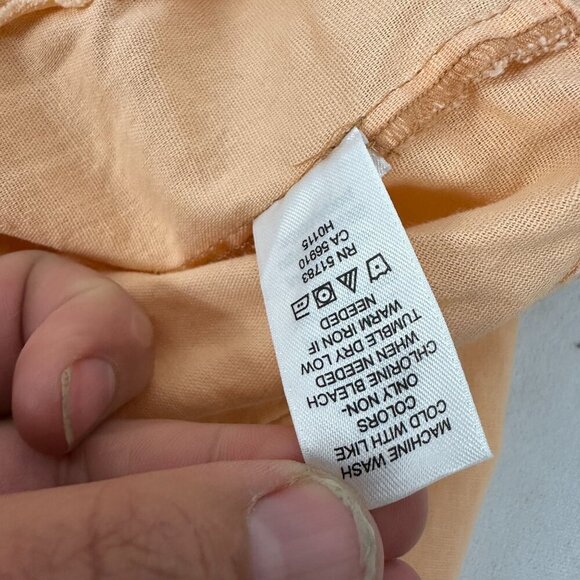 MACHINE WASH
COLD WITH LIKE
COLORS
ONLY NON-
CHLORINE BLEACH
WHEN NEEDED
TUMBLE DRY LOW
WARM IRON IF
NEEDED
RN 51783
CA 56910
H0115